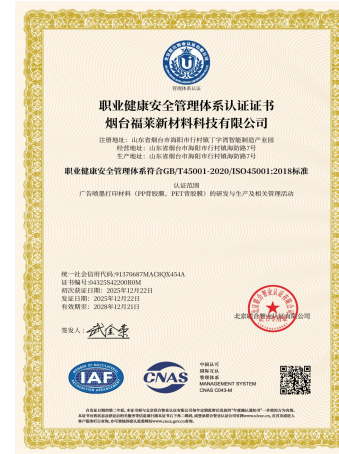 管理体系认证
职业健康安全管理体系认证证书
烟台福莱新材料科技有限公司
注册地址：山东省烟台市海阳市行村镇丁字湾智能制造产业园
经营地址：山东省烟台市海阳市行村镇海防路7号
生产地址：山东省烟台市海阳市行村镇海防路7号
职业健康安全管理体系符合GB/T45001-2020/ISO45001:2018标准
认证范围
广告喷墨打印材料（PP背胶膜、PET背胶膜）的研发与生产及相关管理活动
统一社会信用代码:91370687MAC8QX454A
证书编号:04325S42200R0M
初次获证日期：2025年12月22日
发证日期：2025年12月22日
有效期至：2028年12月21日
签发人：
IAF
CNAS
中国认可
国际互认
管理体系
MANAGEMENT SYSTEM
CNAS C043-M